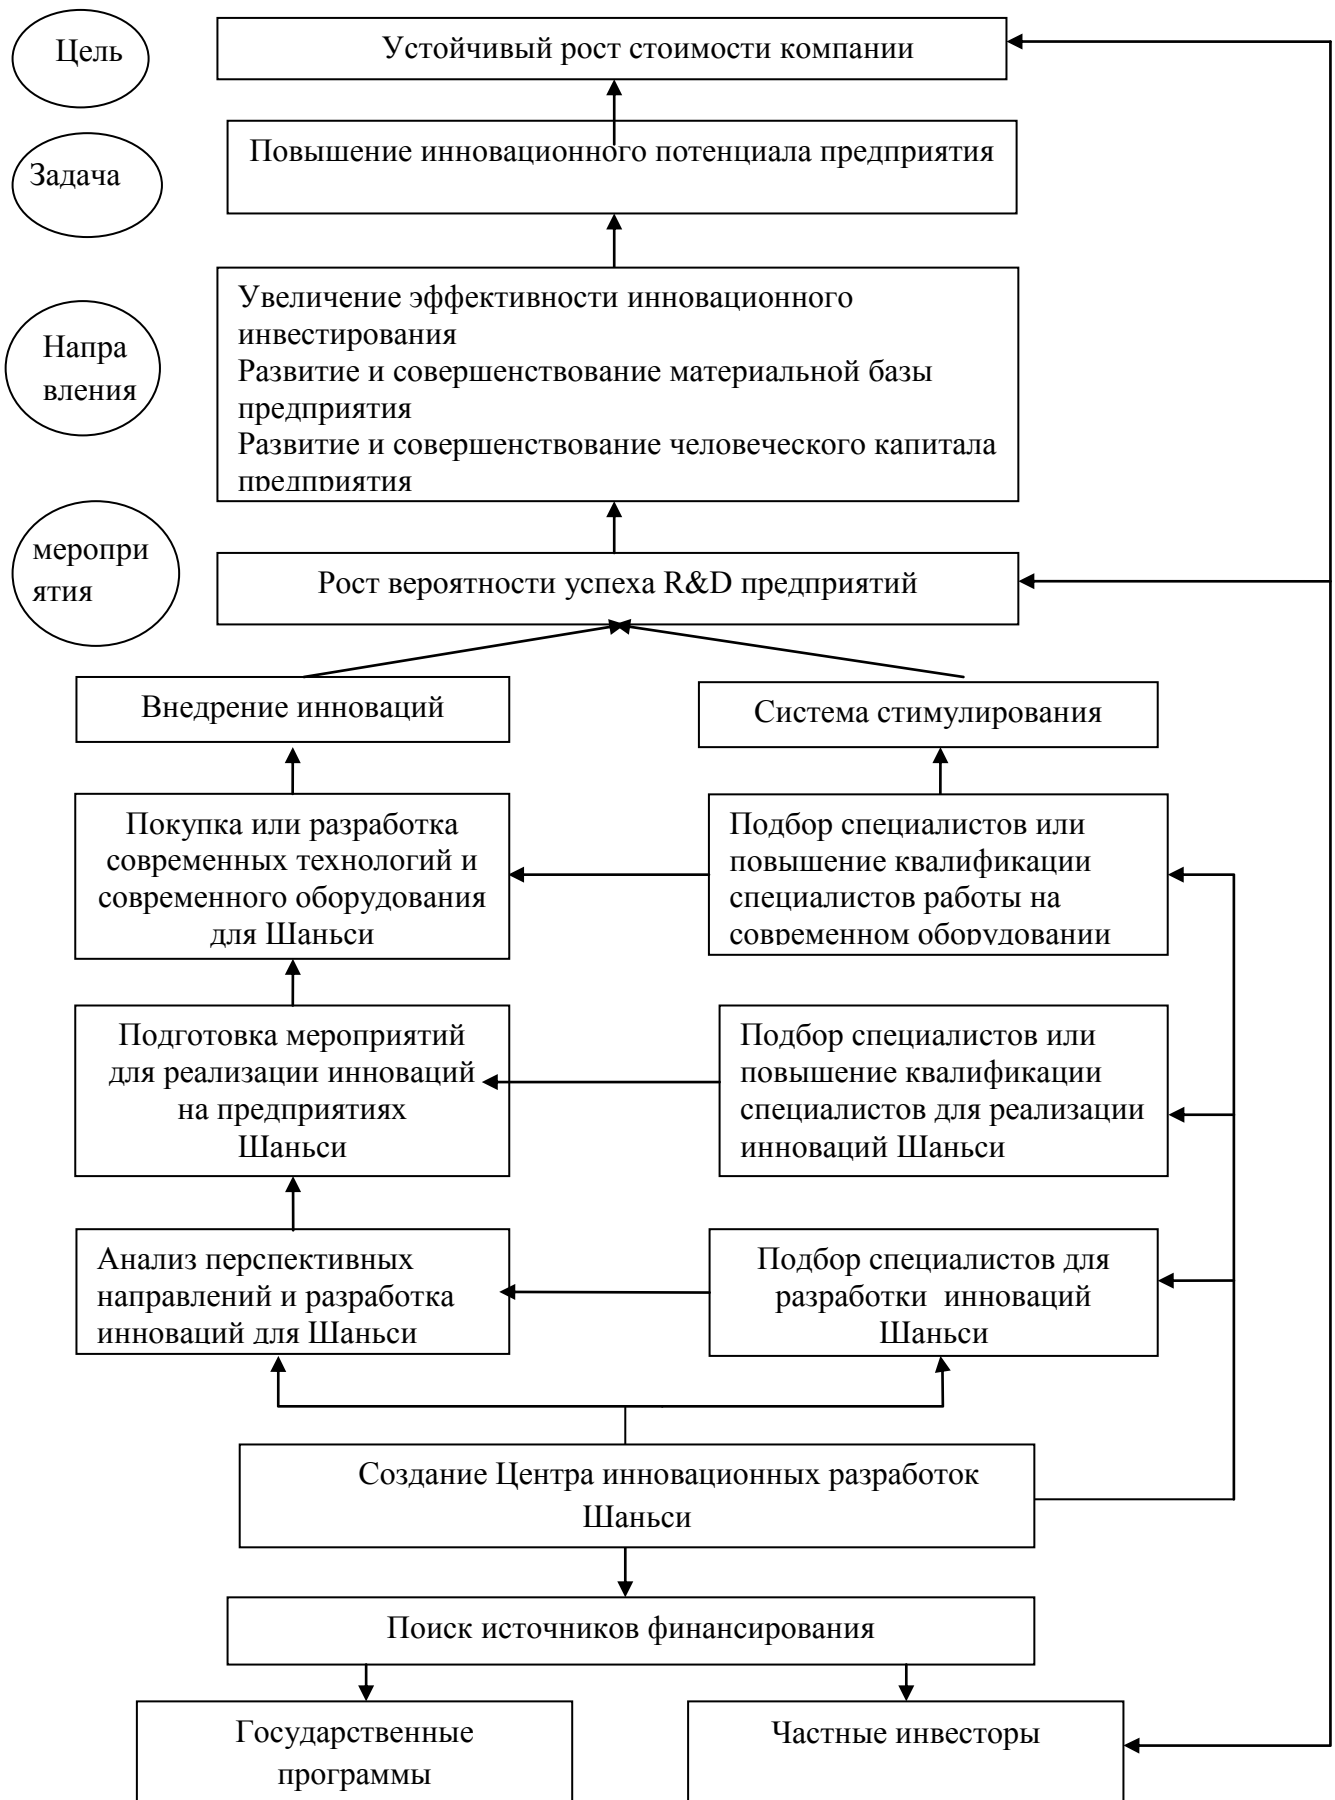 Цель
Устойчивый рост стоимости компании
Задача
Повышение инновационного потенциала предприятия
Напра
вления
Увеличение эффективности инновационного
инвестирования
Развитие и совершенствование материальной базы
предприятия
Развитие и совершенствование человеческого капитала
предприятия
меропри
ятия
Рост вероятности успеха R&D предприятий
Внедрение инноваций
Система стимулирования
Покупка или разработка
современных технологий и
современного оборудования
для Шаньси
Подбор специалистов или
повышение квалификации
специалистов работы на
современном оборудовании
Подготовка мероприятий
для реализации инноваций
на предприятиях
Шаньси
Подбор специалистов или
повышение квалификации
специалистов для реализации
инноваций Шаньси
Анализ перспективных
направлений и разработка
инноваций для Шаньси
Подбор специалистов для
разработки инноваций
Шаньси
Создание Центра инновационных разработок
Шаньси
Поиск источников финансирования
Государственные
программы
Частные инвесторы